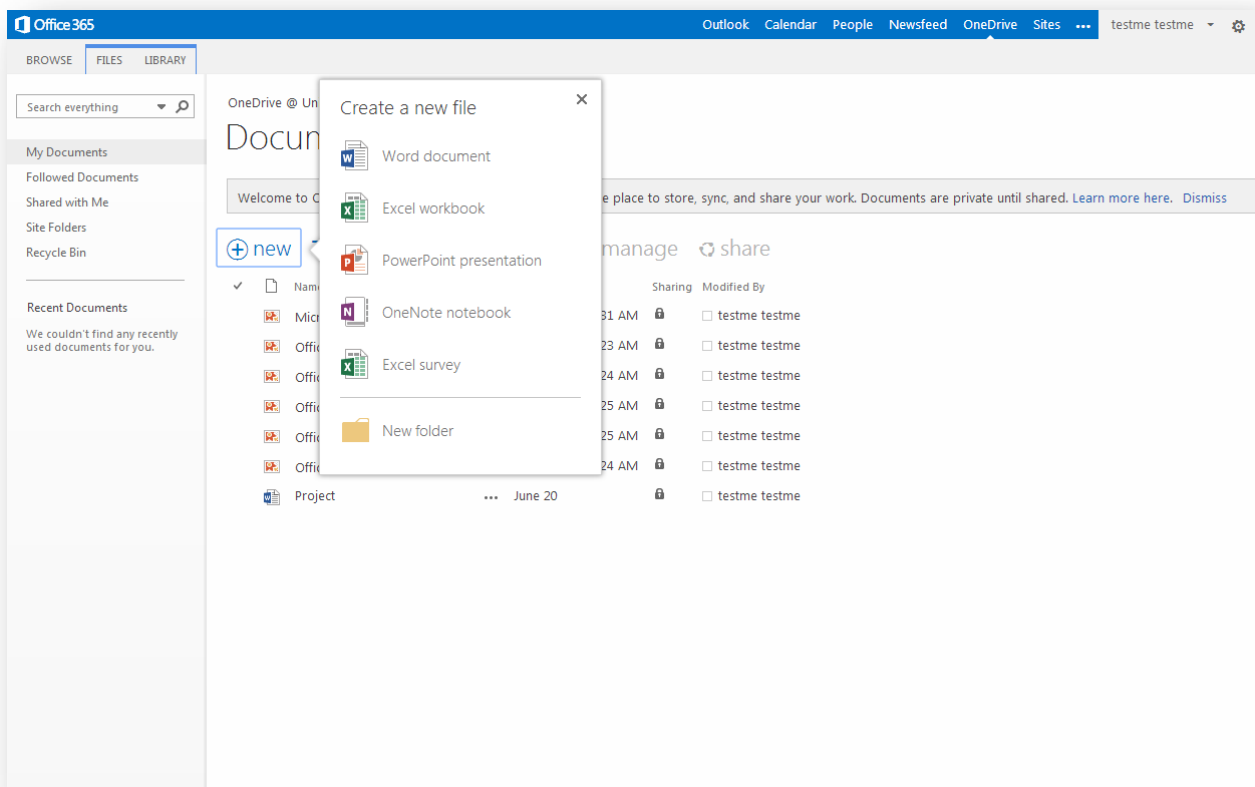 Office 365
Outlook Calendar People Newsfeed OneDrive Sites ... testme testme
BROWSE FILES LIBRARY
Search everything
My Documents
Followed Documents
Shared with Me
Site Folders
Recycle Bin
Recent Documents
We couldn't find any recently
used documents for you.
OneDrive @ Un
Docum
Welcome to O e place to store, sync, and share your work. Documents are private until shared. Learn more here. Dismiss
new manage share
Name Sharing Modified By
Micr 31 AM testme testme
Offic 23 AM testme testme
Offic 24 AM testme testme
Offic 25 AM testme testme
Offic 25 AM testme testme
Offic 24 AM testme testme
Project ... June 20 testme testme
Create a new file
Word document
Excel workbook
PowerPoint presentation
OneNote notebook
Excel survey
New folder